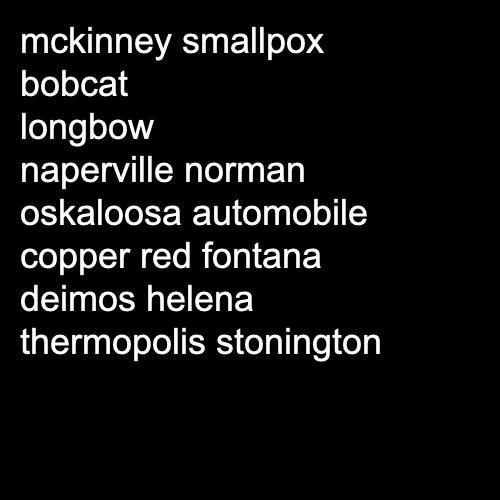 mckinney smallpox
bobcat
longbow
naperville norman
oskaloosa automobile
copper red fontana
deimos helena
thermopolis stonington